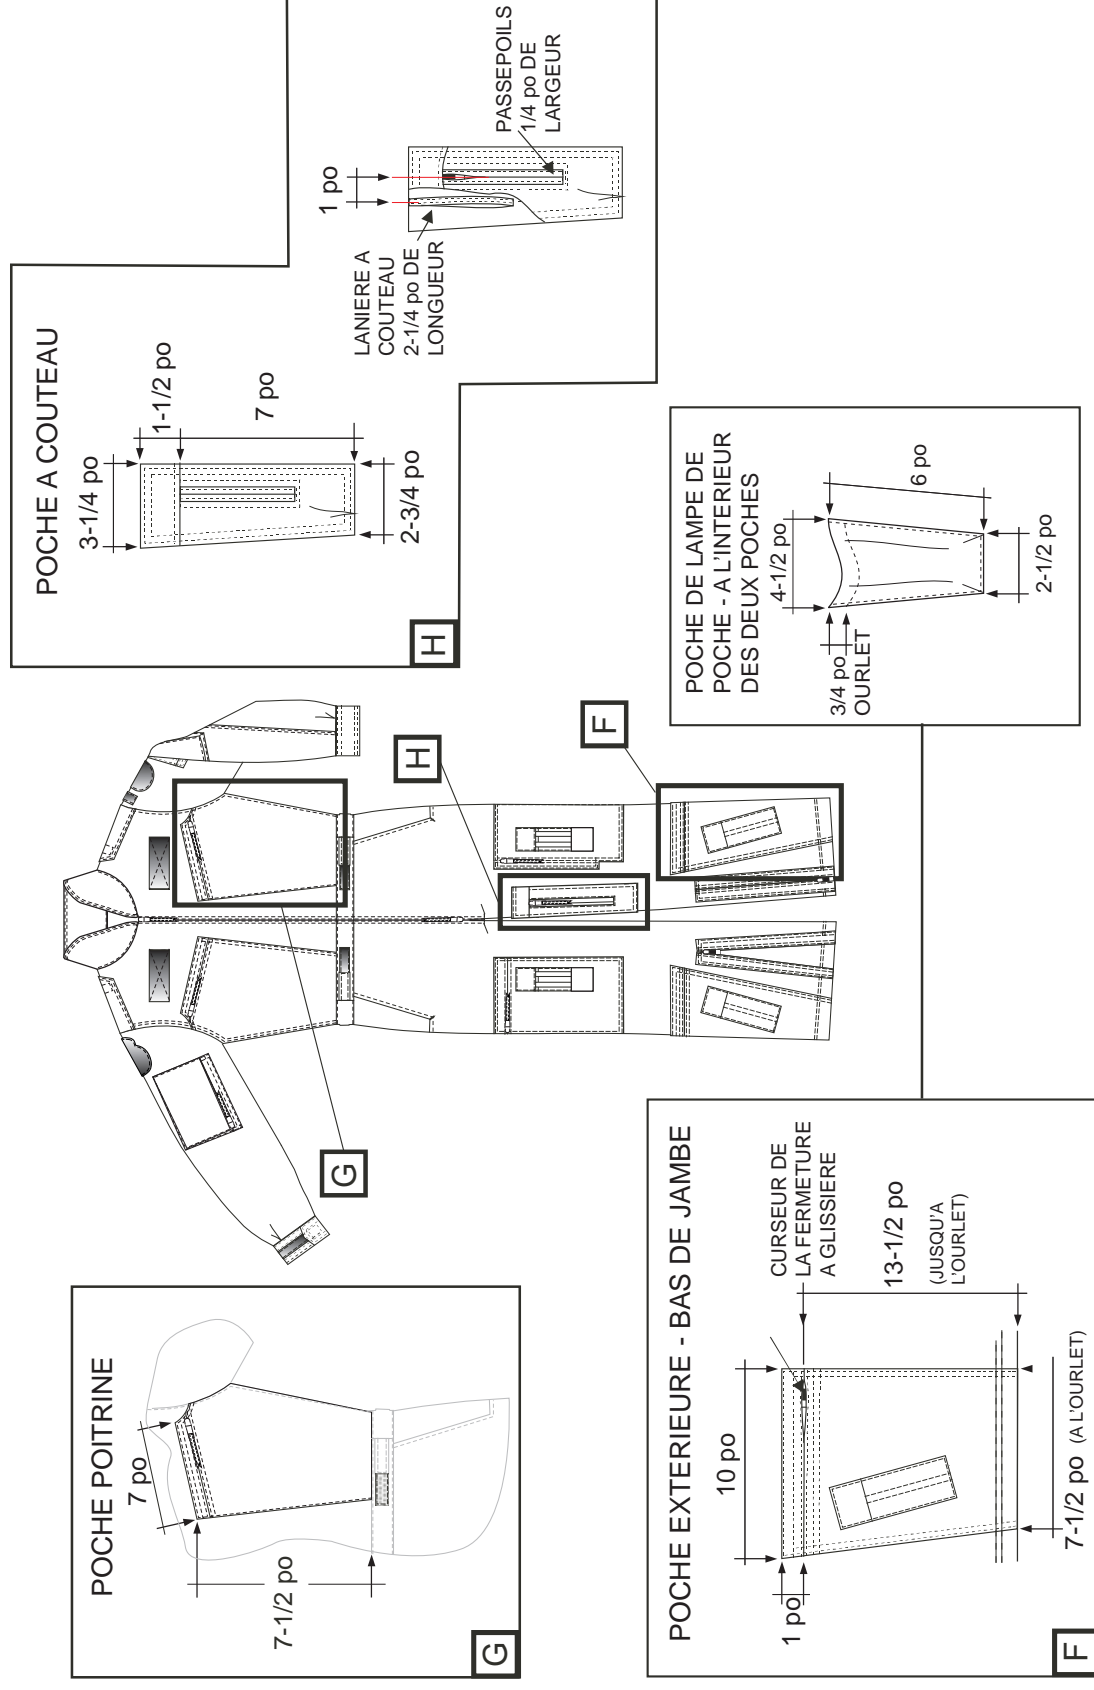 POCHE POITRINE
7 po
7-1/2 po
G
G
POCHE A COUTEAU
3-1/4 po
1-1/2 po
7 po
2-3/4 po
H
1 po
LANIERE A
COUTEAU
2-1/4 po DE
LONGUEUR
PASSEPOILS
1/4 po DE
LARGEUR
H
F
POCHE EXTERIEURE - BAS DE JAMBE
10 po
1 po
CURSEUR DE
LA FERMETURE
A GLISSIERE
13-1/2 po
(JUSQU'A
L'OURLET)
7-1/2 po (A L'OURLET)
F
POCHE DE LAMPE DE
POCHE - A L'INTERIEUR
DES DEUX POCHES
4-1/2 po
3/4 po
OURLET
6 po
2-1/2 po